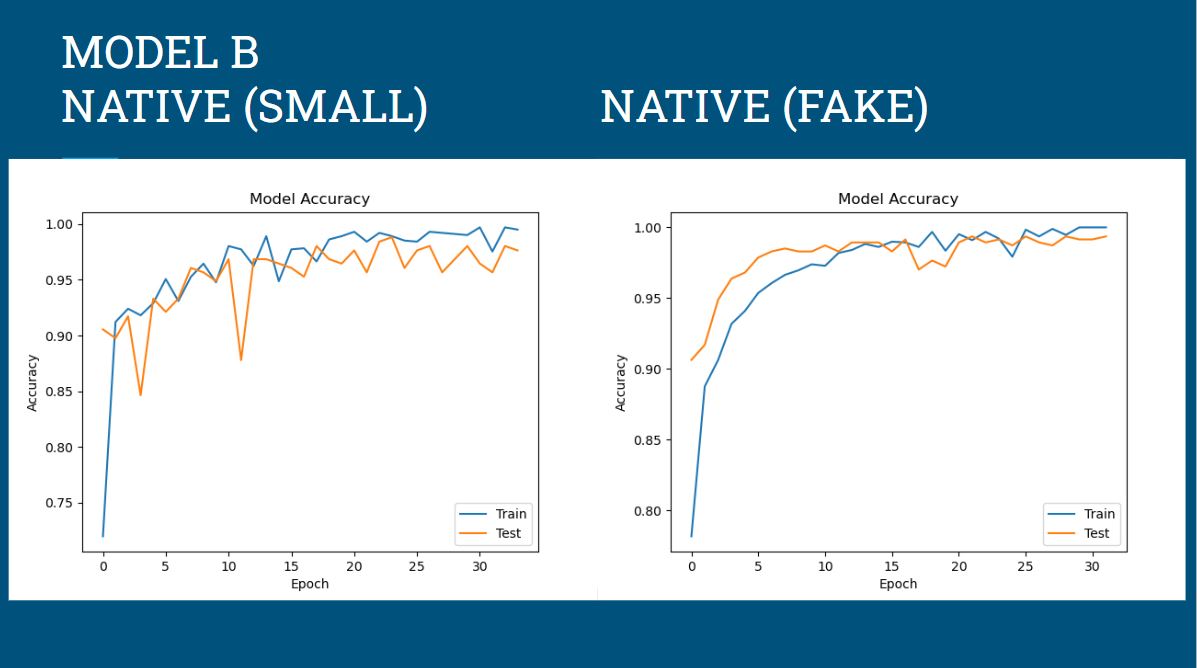 MODEL B
NATIVE (SMALL)
NATIVE (FAKE)
Model Accuracy
1.00
0.95
0.90
0.85
0.80
0.75
Accuracy
0
5
10
15
20
25
30
Epoch
Train
Test
Model Accuracy
1.00
0.95
0.90
0.85
0.80
Accuracy
0
5
10
15
20
25
30
Epoch
Train
Test